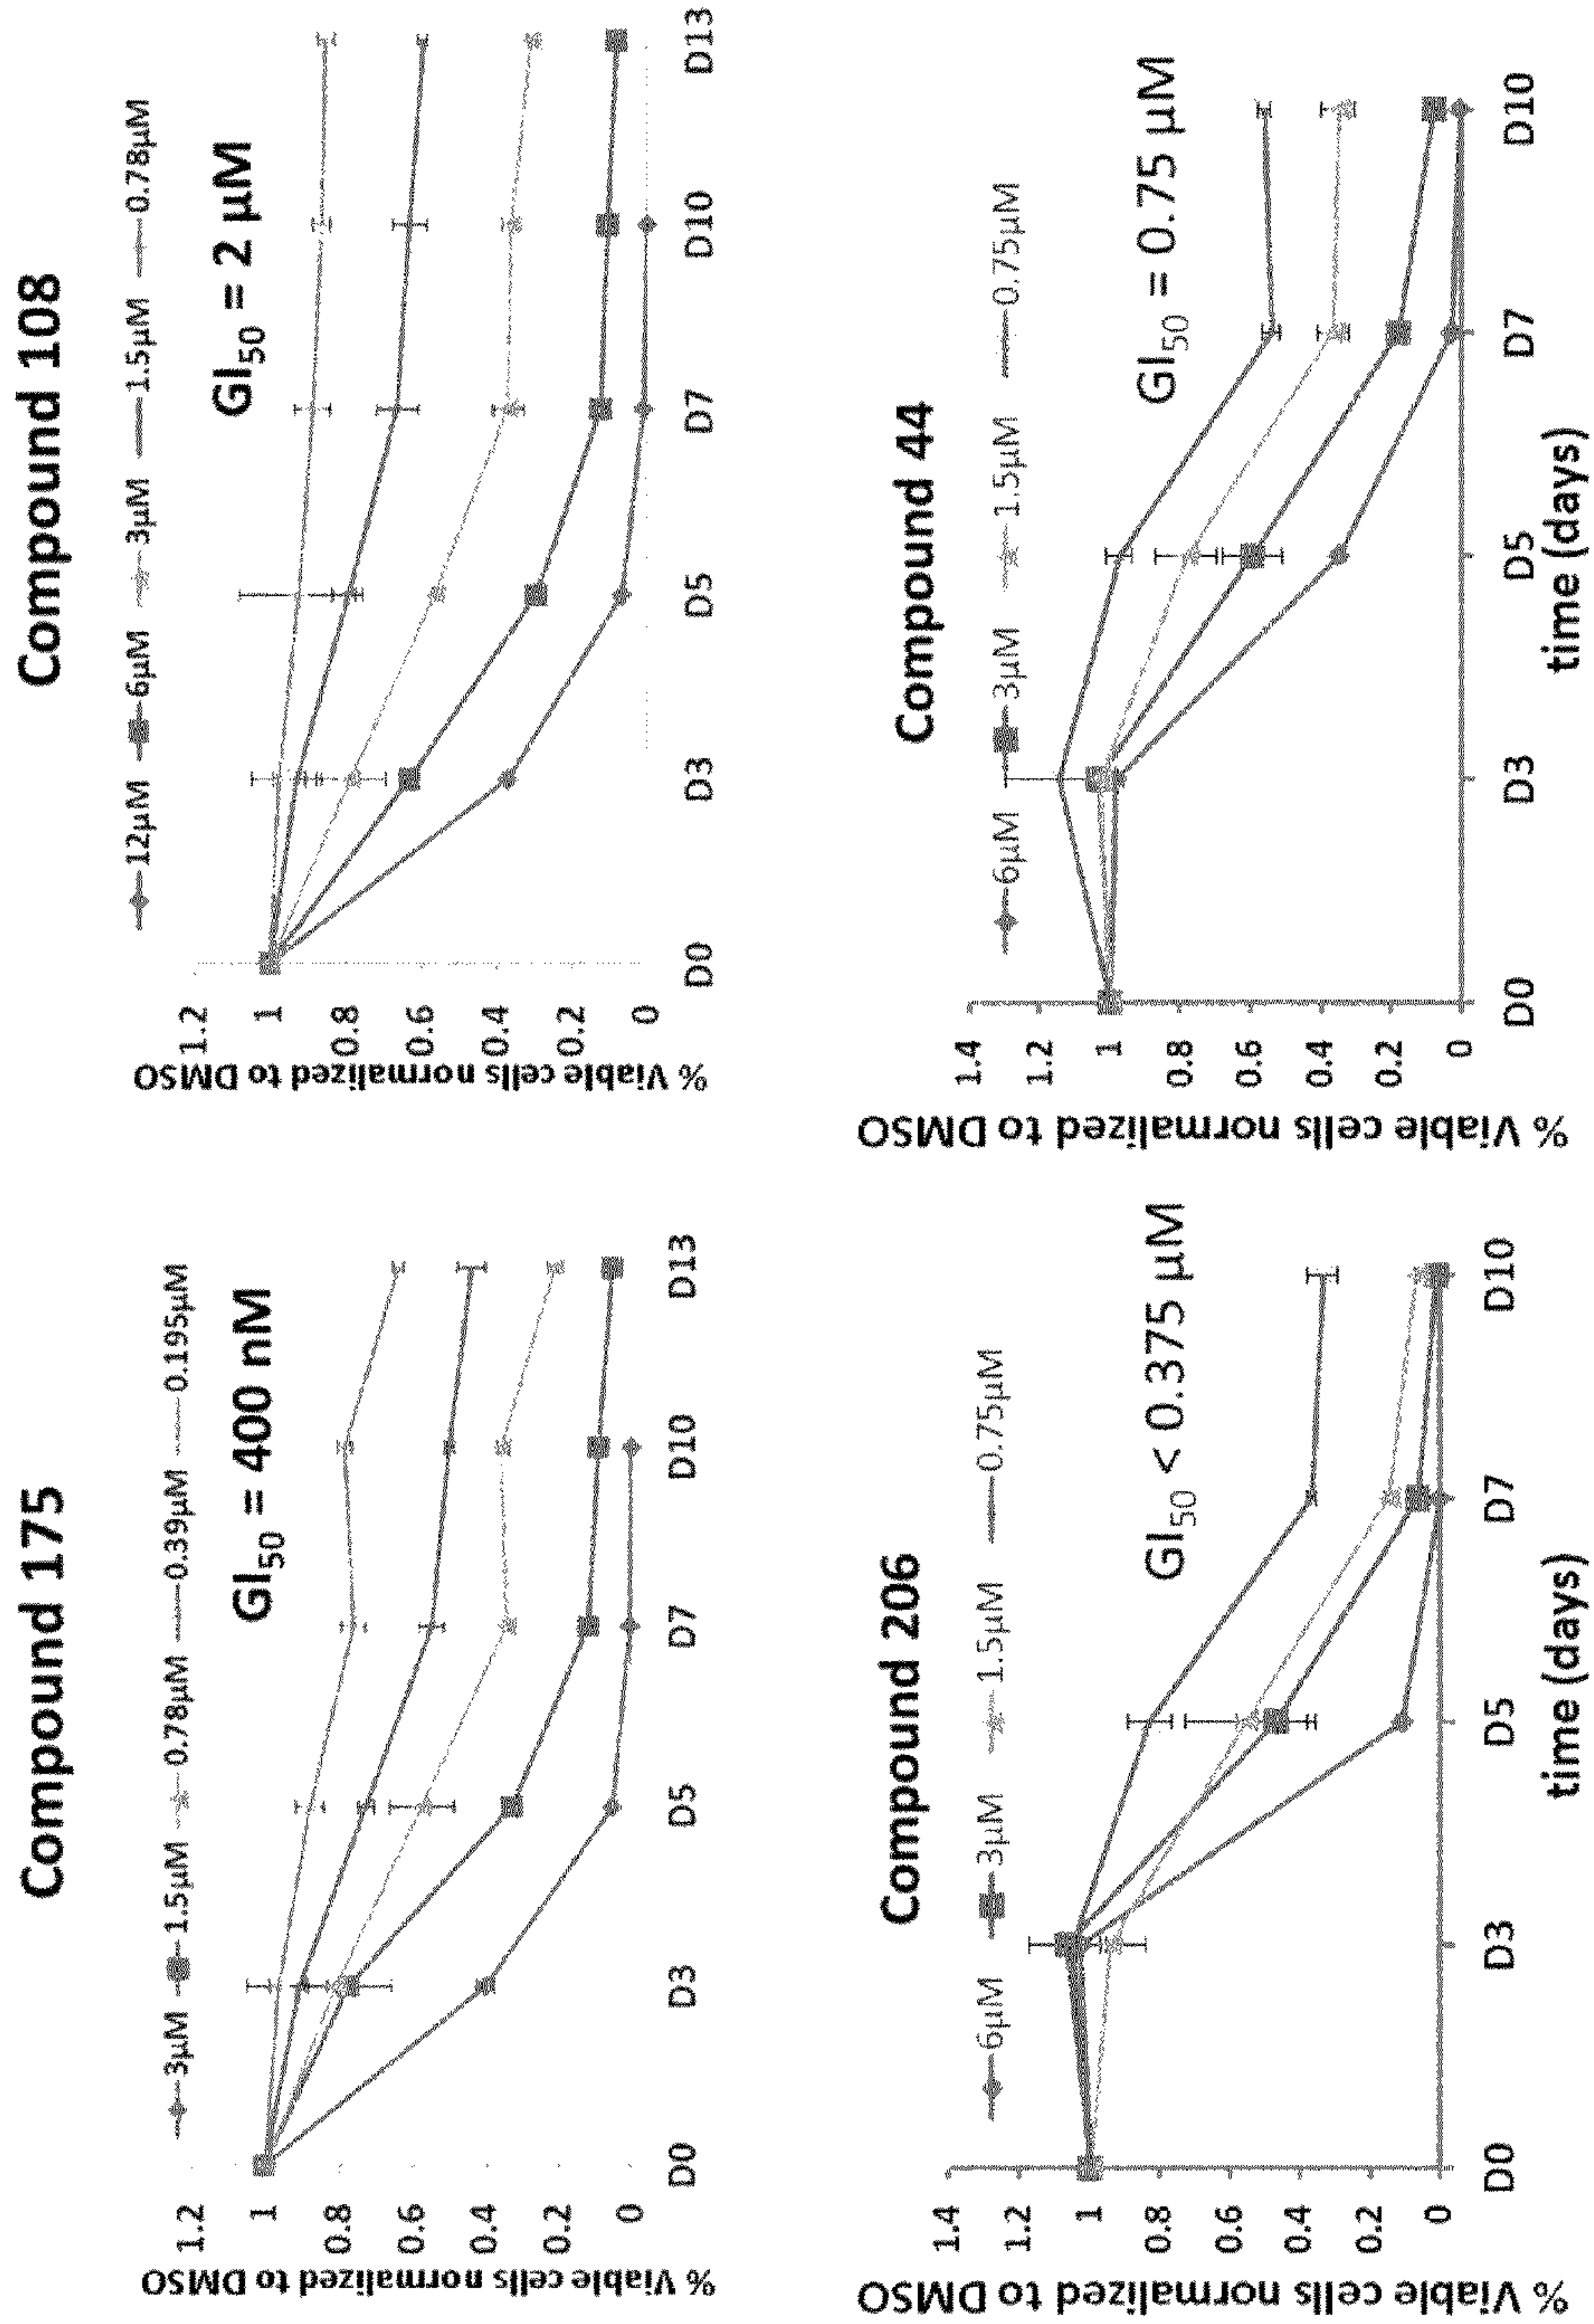 Compound 175
3µM 1.5µM 0.78µM 0.39µM 0.195µM
GI50 = 400 nM
% Viable cells normalized to DMSO
1.2
1
0.8
0.6
0.4
0.2
0
D0 D3 D5 D7 D10 D13
Compound 108
12µM 6µM 3µM 1.5µM 0.78µM
GI50 = 2 µM
% Viable cells normalized to DMSO
1.2
1
0.8
0.6
0.4
0.2
0
D0 D3 D5 D7 D10 D13
Compound 206
6µM 3µM 1.5µM 0.75µM
GI50 < 0.375 µM
% Viable cells normalized to DMSO
1.4
1.2
1
0.8
0.6
0.4
0.2
0
D0 D3 D5 D7 D10
time (days)
Compound 44
6µM 3µM 1.5µM 0.75µM
GI50 = 0.75 µM
% Viable cells normalized to DMSO
1.4
1.2
1
0.8
0.6
0.4
0.2
0
D0 D3 D5 D7 D10
time (days)